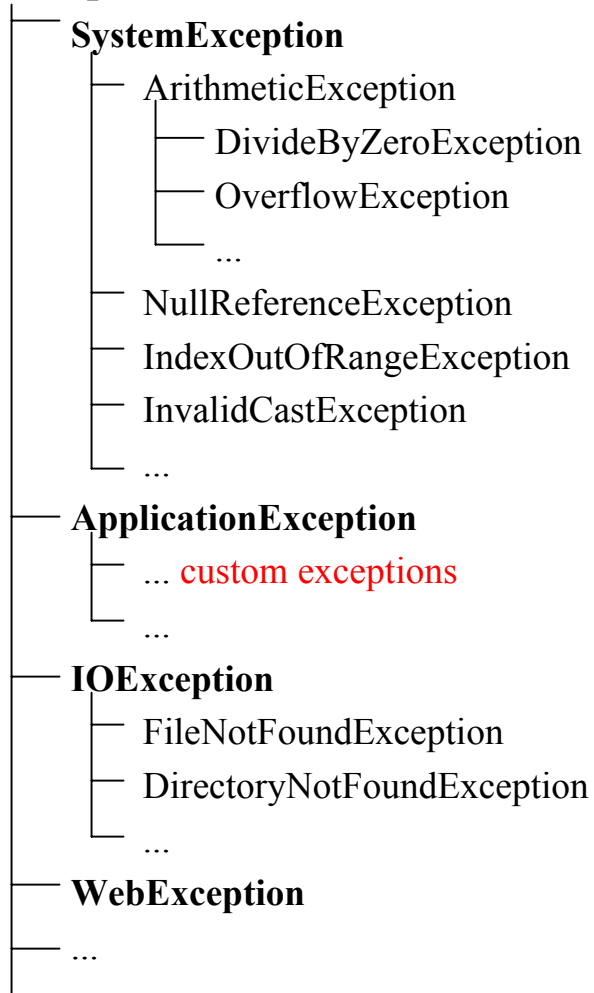 SystemException
ArithmeticException
DivideByZeroException
OverflowException
...
NullReferenceException
IndexOutOfRangeException
InvalidCastException
...
ApplicationException
... custom exceptions
...
IOException
FileNotFoundException
DirectoryNotFoundException
...
WebException
...